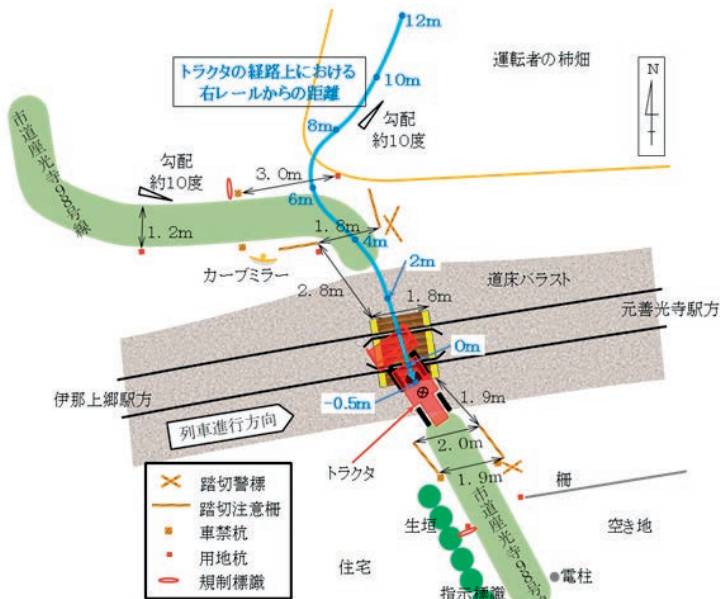 12m
トラクタの経路上における
右レールからの距離
運転者の柿畑
N
10m
8m
勾配
約10度
市道座光寺98号線
勾配
約10度
3.0m
6m
1.2m
1.8m
4m
カーブミラー
2.8m
2m
道床バラスト
1.8m
元善光寺駅方
0m
伊那上郷駅方
-0.5m
1.9m
列車進行方向
2.0m
トラクタ
1.9m
柵
踏切警標
踏切注意柵
車禁杭
用地杭
規制標識
生垣
市道座光寺98号線
空き地
住宅
電柱
指示標識